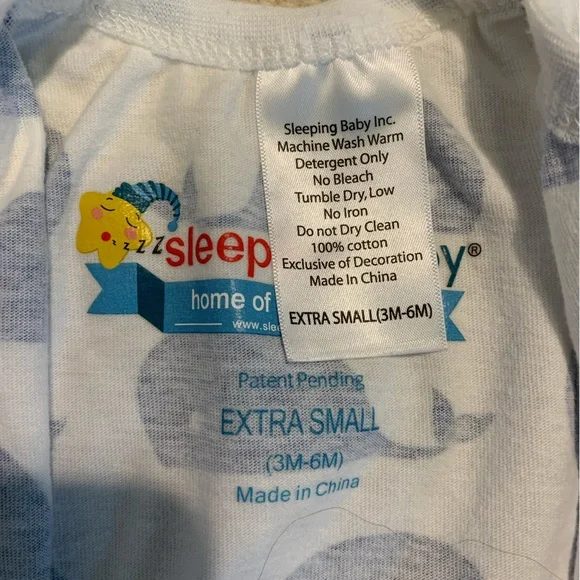 Sleeping Baby Inc.
Machine Wash Warm
Detergent Only
No Bleach
Tumble Dry, Low
No Iron
Do not Dry Clean
100% cotton
Exclusive of Decoration
Made In China
EXTRA SMALL(3M-6M)
zzz sleep y®
home of
www.sle
Patent Pending
EXTRA SMALL
(3M-6M)
Made in China